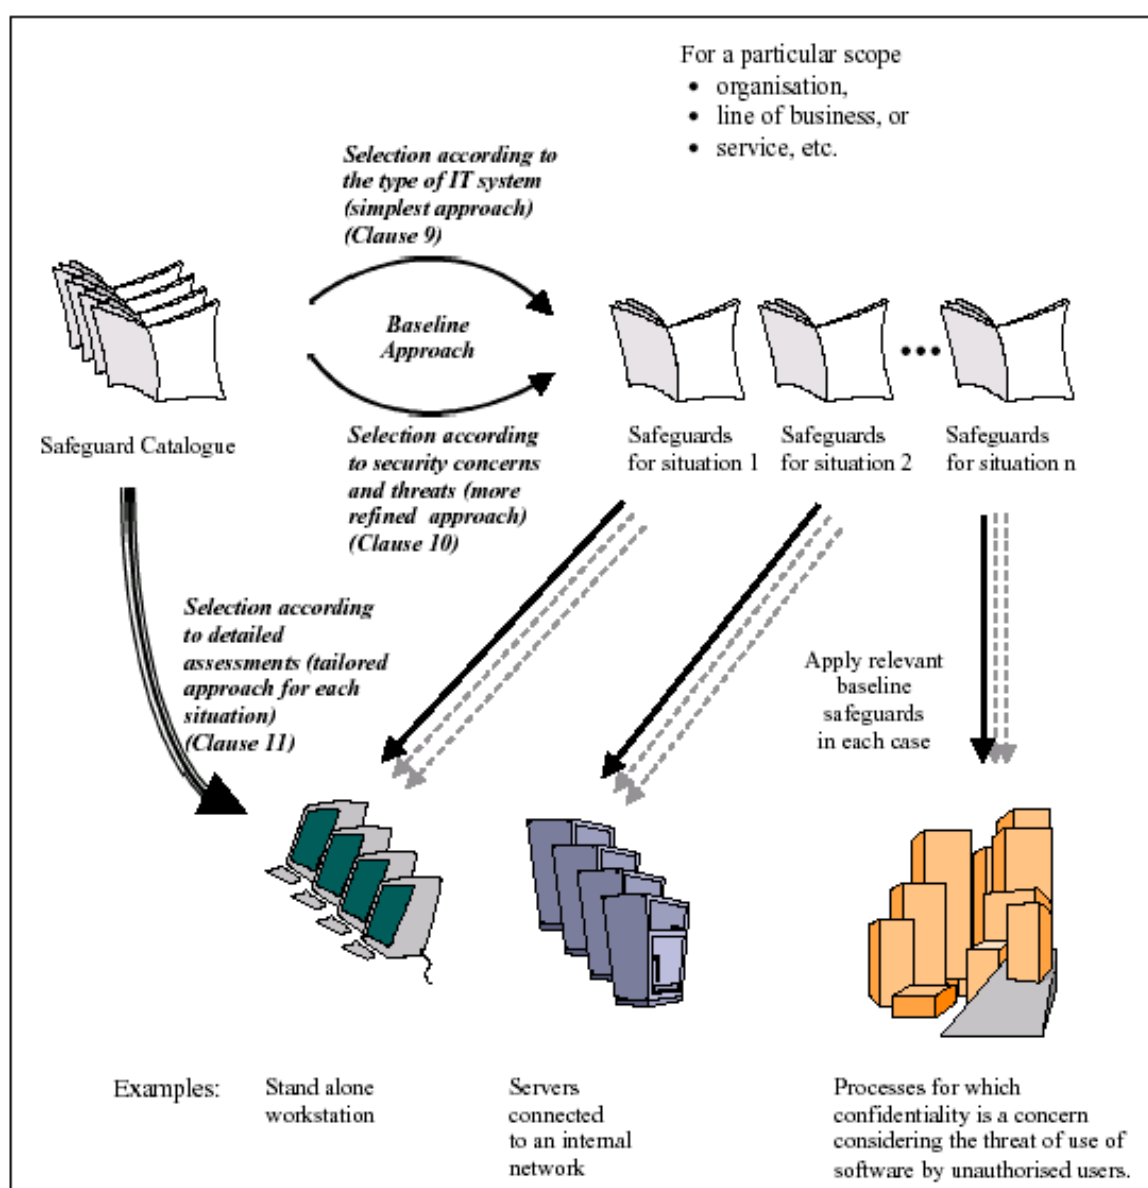 For a particular scope
• organisation,
• line of business, or
• service, etc.
Selection according to
the type of IT system
(simplest approach)
(Clause 9)
Baseline
Approach
Safeguard Catalogue
Selection according
to security concerns
and threats (more
refined approach)
(Clause 10)
Safeguards
for situation 1
Safeguards
for situation 2
•••
Safeguards
for situation n
Selection according
to detailed
assessments (tailored
approach for each
situation)
(Clause 11)
Apply relevant
baseline
safeguards
in each case
Examples:
Stand alone
workstation
Servers
connected
to an internal
network
Processes for which
confidentiality is a concern
considering the threat of use of
software by unauthorised users.